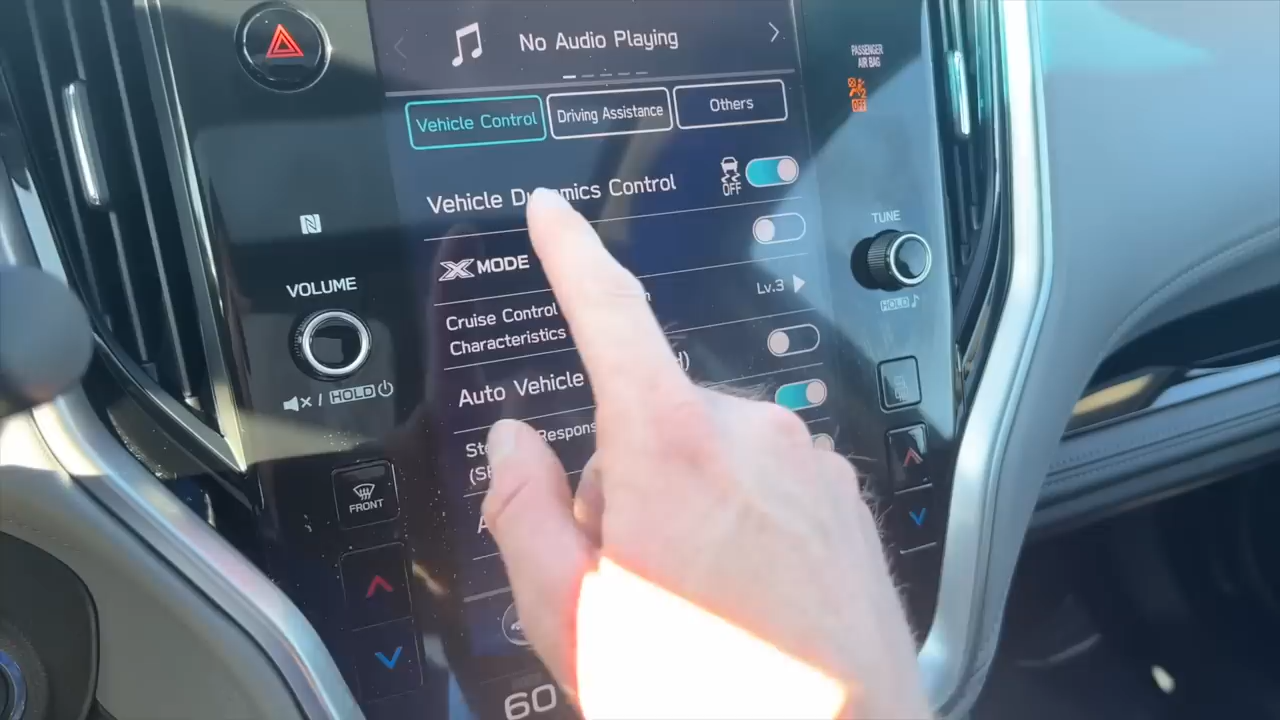 No Audio Playing
PASSENGER
AIR BAG
OFF
Vehicle Control
Driving Assistance
Others
Vehicle
Control
OFF
TUNE
HOLD
X MODE
VOLUME
Cruise Control
Characteristics
Lv.3
HOLD
Auto Vehicle
FRONT
60